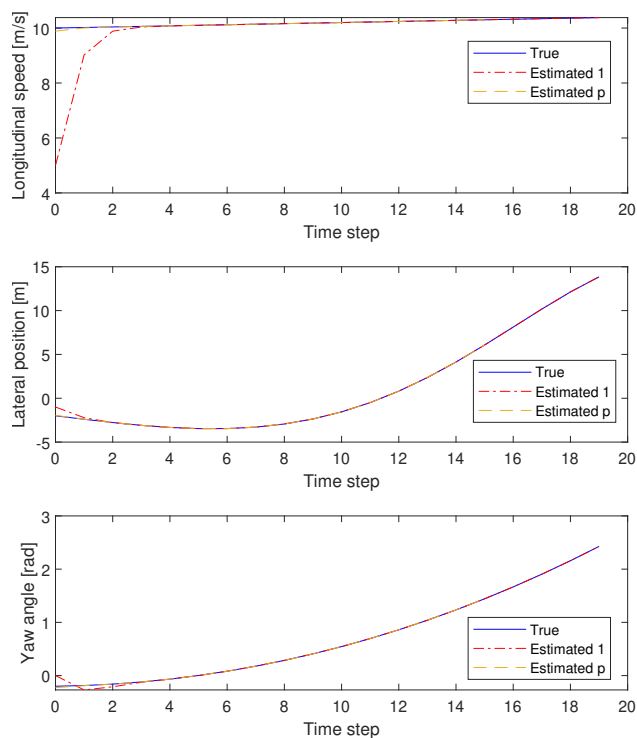 Longitudinal speed [m/s]
10
8
6
4
0 2 4 6 8 10 12 14 16 18 20
Time step
True
Estimated 1
Estimated p
Lateral position [m]
15
10
5
0
-5
0 2 4 6 8 10 12 14 16 18 20
Time step
True
Estimated 1
Estimated p
Yaw angle [rad]
3
2
1
0
0 2 4 6 8 10 12 14 16 18 20
Time step
True
Estimated 1
Estimated p